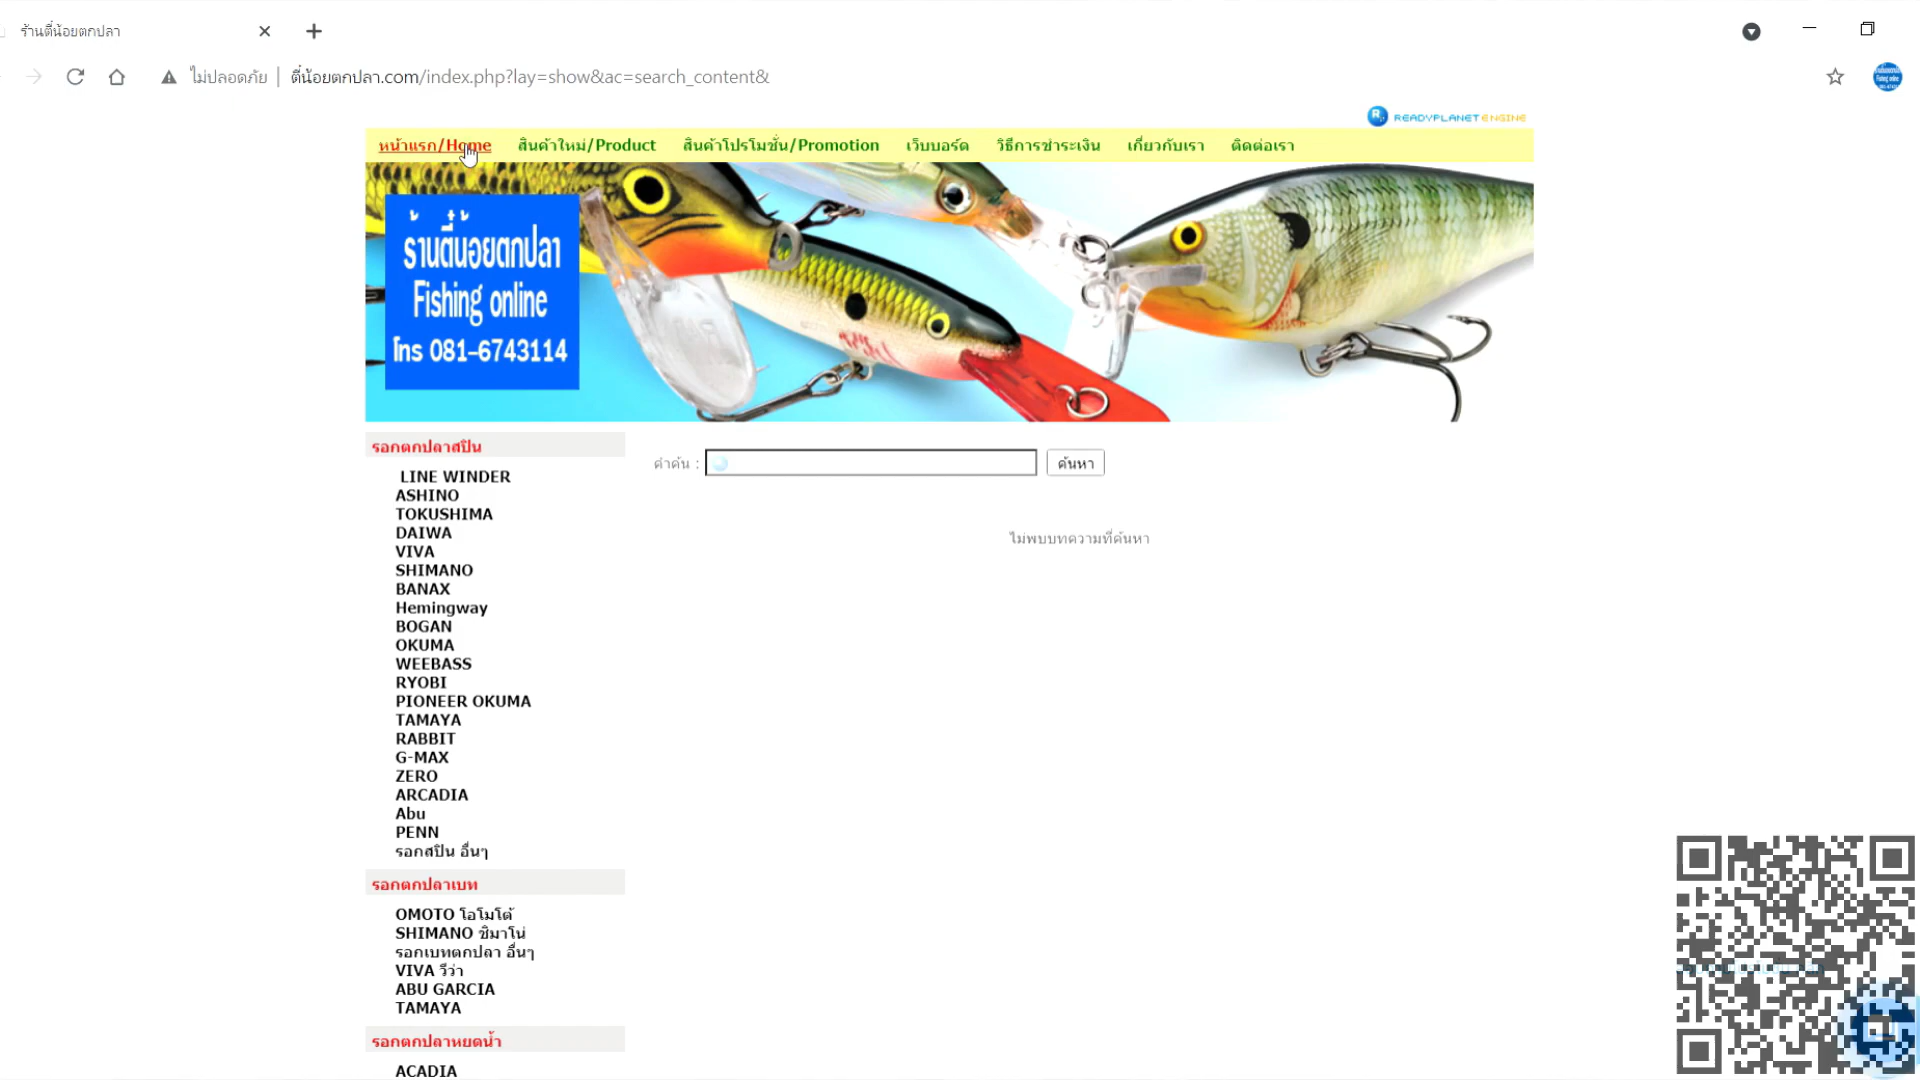 ร้านตี๋น้อยตกปลา
ไม่ปลอดภัย | ตี๋น้อยตกปลา.com/index.php?lay=show&ac=search_content&
READYPLANET ENGINE
หน้าแรก/Home สินค้าใหม่/Product สินค้าโปรโมชั่น/Promotion เว็บบอร์ด วิธีการชำระเงิน เกี่ยวกับเรา ติดต่อเรา
ร้านตี๋น้อยตกปลา
Fishing online
โทร 081-6743114
รอกตกปลาสปิน
LINE WINDER
ASHINO
TOKUSHIMA
DAIWA
VIVA
SHIMANO
BANAX
Hemingway
BOGAN
OKUMA
WEEBASS
RYOBI
PIONEER OKUMA
TAMAYA
RABBIT
G-MAX
ZERO
ARCADIA
Abu
PENN
รอกสปิน อื่นๆ
คำค้น :
ค้นหา
ไม่พบบทความที่ค้นหา
รอกตกปลาเบท
OMOTO โอโมโต้
SHIMANO ชิมาโน่
รอกเบทตกปลา อื่นๆ
VIVA วีว่า
ABU GARCIA
TAMAYA
รอกตกปลาหยดน้ำ
ACADIA